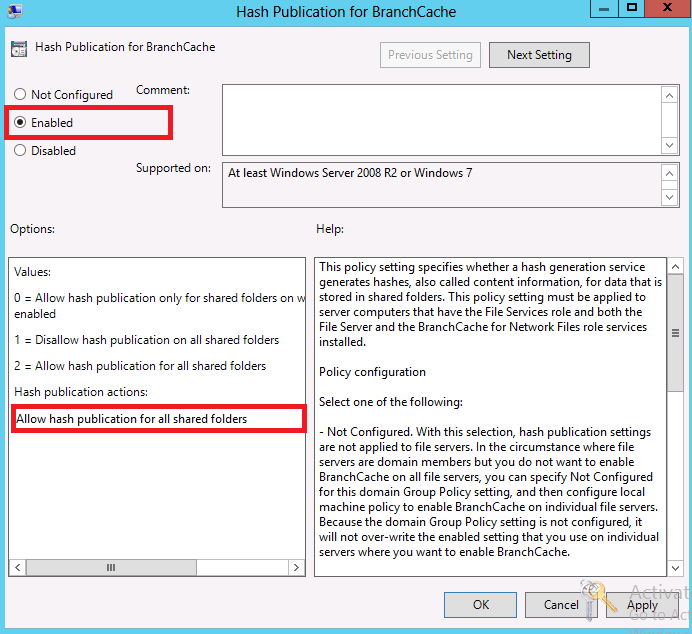 Hash Publication for BranchCache
Hash Publication for BranchCache
Previous Setting
Next Setting
Not Configured
Comment:
Enabled
Disabled
Supported on:
At least Windows Server 2008 R2 or Windows 7
Options:
Help:
Values:
0 = Allow hash publication only for shared folders on w
enabled
1 = Disallow hash publication on all shared folders
2 = Allow hash publication for all shared folders
Hash publication actions:
Allow hash publication for all shared folders
This policy setting specifies whether a hash generation service
generates hashes, also called content information, for data that is
stored in shared folders. This policy setting must be applied to
server computers that have the File Services role and both the
File Server and the BranchCache for Network Files role services
installed.
Policy configuration
Select one of the following:
- Not Configured. With this selection, hash publication settings
are not applied to file servers. In the circumstance where file
servers are domain members but you do not want to enable
BranchCache on all file servers, you can specify Not Configured
for this domain Group Policy setting, and then configure local
machine policy to enable BranchCache on individual file servers.
Because the domain Group Policy setting is not configured, it
will not over-write the enabled setting that you use on individual
servers where you want to enable BranchCache.
OK
Cancel
Apply
Activat
Go to Act